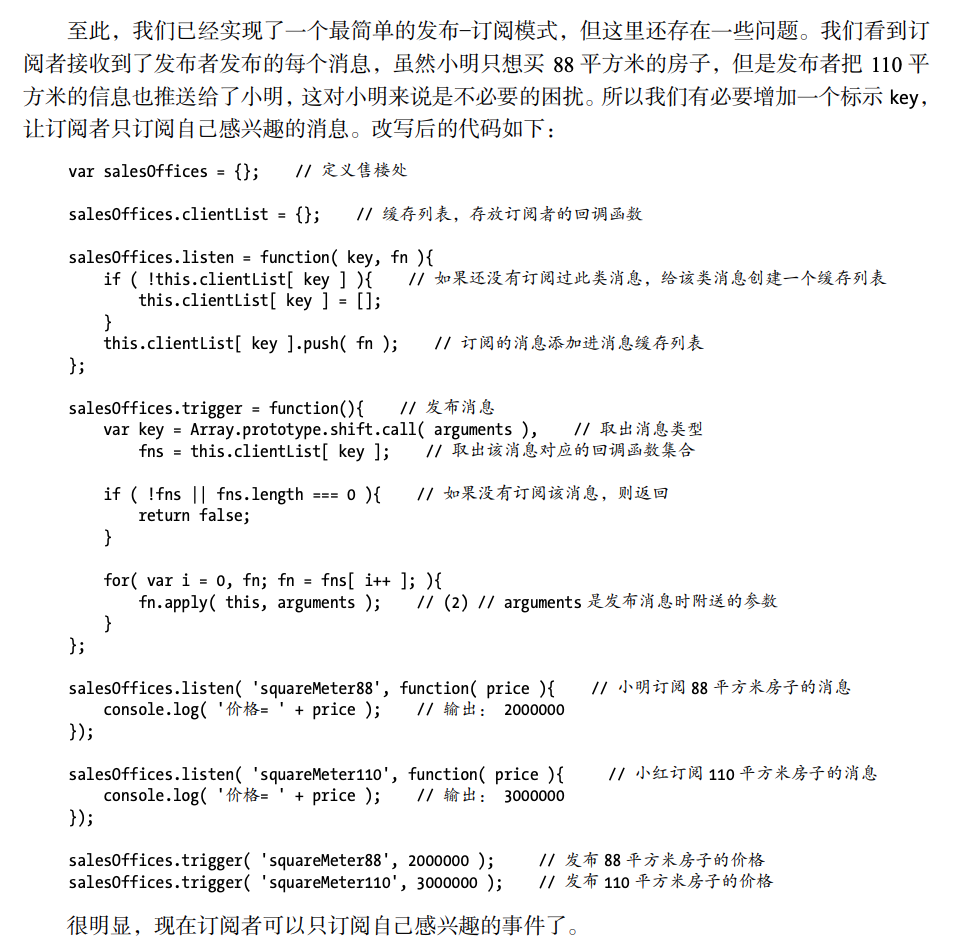 至此，我们已经实现了一个最简单的发布—订阅模式，但这里还存在一些问题。我们看到订
阅者接收到了发布者发布的每个消息，虽然小明只想买 88 平方米的房子，但是发布者把 110 平
方米的信息也推送给了小明，这对小明来说是不必要的困扰。所以我们有必要增加一个标示 key，
让订阅者只订阅自己感兴趣的消息。改写后的代码如下：
var salesOffices = {};    // 定义售楼处
salesOffices.clientList = {};    // 缓存列表，存放订阅者的回调函数
salesOffices.listen = function( key, fn ){
    if ( !this.clientList[ key ] ){    // 如果还没有订阅过此类消息，给该类消息创建一个缓存列表
        this.clientList[ key ] = [];
    }
    this.clientList[ key ].push( fn );    // 订阅的消息添加进消息缓存列表
};
salesOffices.trigger = function(){    // 发布消息
    var key = Array.prototype.shift.call( arguments ),    // 取出消息类型
        fns = this.clientList[ key ];    // 取出该消息对应的回调函数集合
    if ( !fns || fns.length === 0 ){    // 如果没有订阅该消息，则返回
        return false;
    }
    for( var i = 0, fn; fn = fns[ i++ ]; ){
        fn.apply( this, arguments );    // (2) // arguments 是发布消息时附送的参数
    }
};
salesOffices.listen( 'squareMeter88', function( price ){    // 小明订阅 88 平方米房子的消息
    console.log( '价格= ' + price );    // 输出： 2000000
});
salesOffices.listen( 'squareMeter110', function( price ){    // 小红订阅 110 平方米房子的消息
    console.log( '价格= ' + price );    // 输出： 3000000
});
salesOffices.trigger( 'squareMeter88', 2000000 );    // 发布 88 平方米房子的价格
salesOffices.trigger( 'squareMeter110', 3000000 );    // 发布 110 平方米房子的价格
很明显，现在订阅者可以只订阅自己感兴趣的事件了。